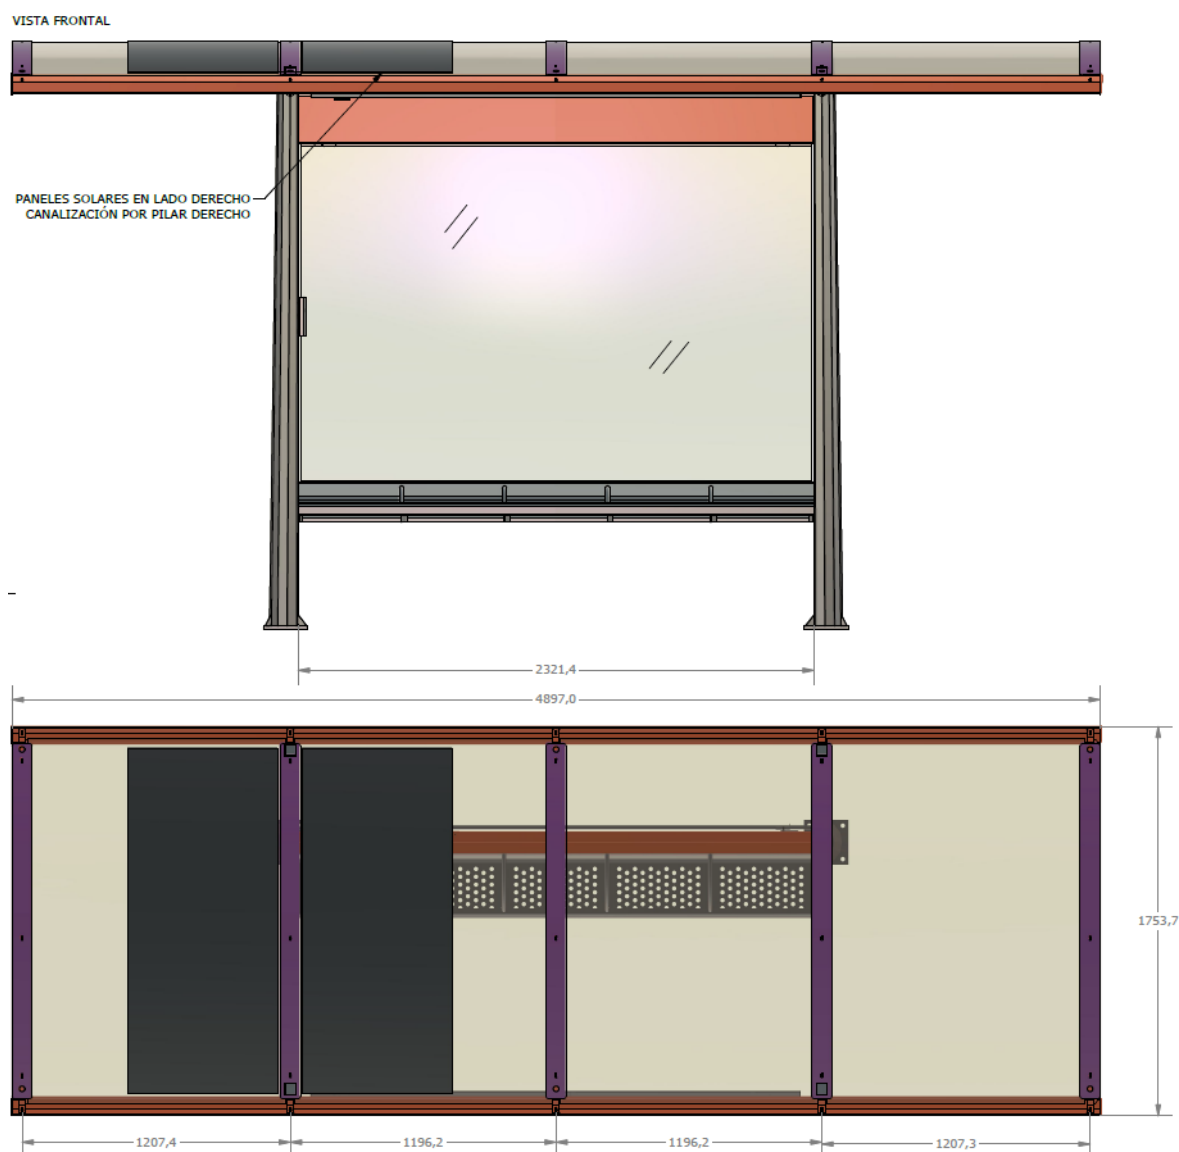 VISTA FRONTAL
PANELES SOLARES EN LADO DERECHO
CANALIZACIÓN POR PILAR DERECHO
2321,4
4897,0
1753,7
1207,4
1196,2
1196,2
1207,3